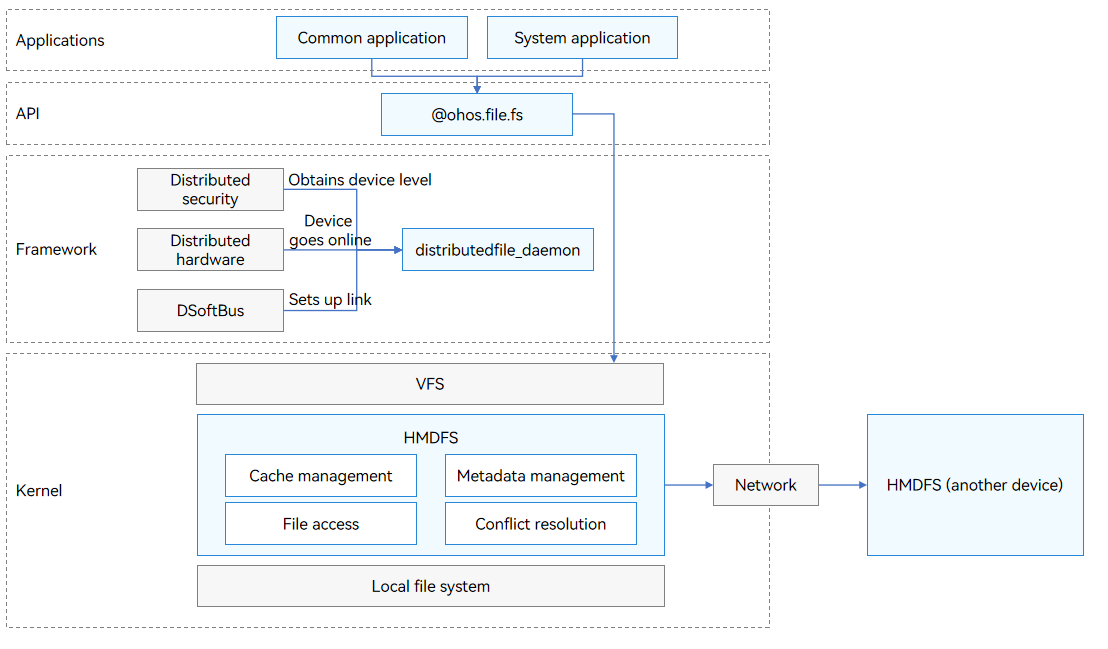 Applications
Common application
System application
API
@ohos.file.fs
Framework
Distributed
security
Obtains device level
Distributed
hardware
Device
goes online
distributedfile_daemon
DSoftBus
Sets up link
Kernel
VFS
HMDFS
Cache management
Metadata management
File access
Conflict resolution
Network
HMDFS (another device)
Local file system